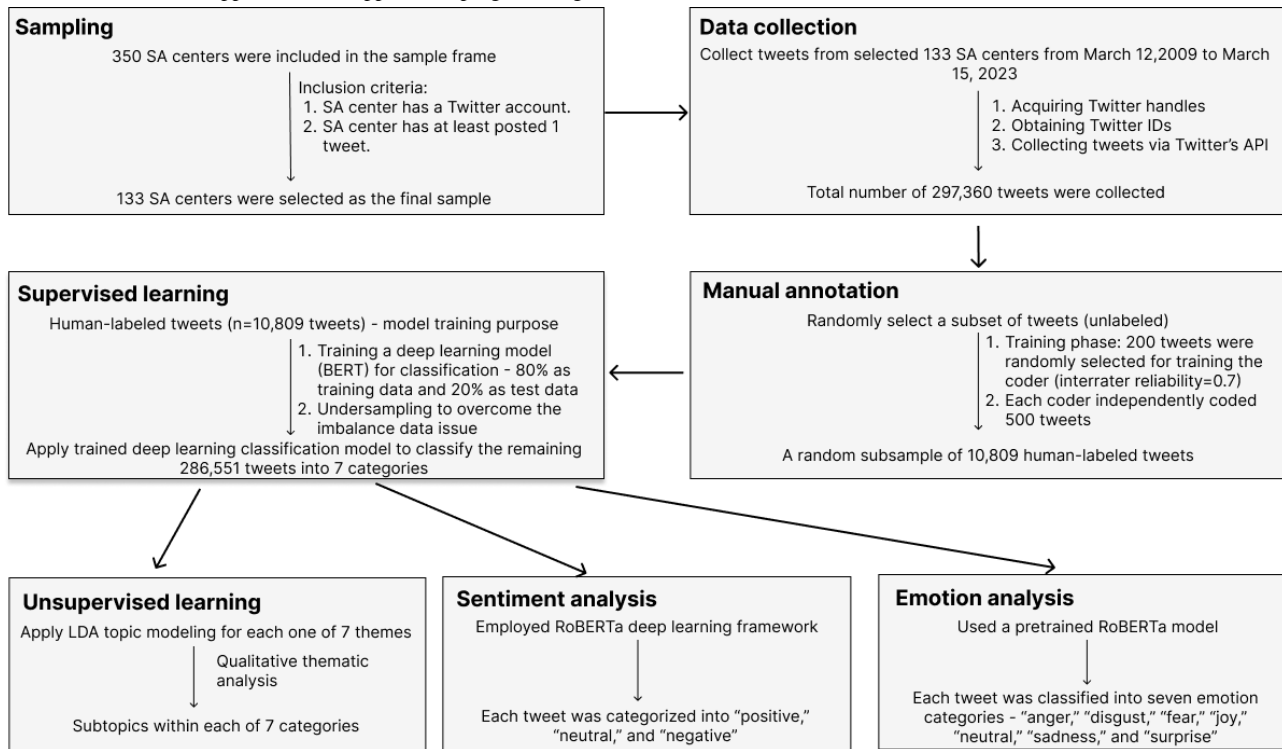 Sampling
350 SA centers were included in the sample frame
Inclusion criteria:
1. SA center has a Twitter account.
2. SA center has at least posted 1
tweet.
133 SA centers were selected as the final sample
Data collection
Collect tweets from selected 133 SA centers from March 12,2009 to March
15, 2023
1. Acquiring Twitter handles
2. Obtaining Twitter IDs
3. Collecting tweets via Twitter's API
Total number of 297,360 tweets were collected
Supervised learning
Human-labeled tweets (n=10,809 tweets) - model training purpose
1. Training a deep learning model
(BERT) for classification - 80% as
training data and 20% as test data
2. Undersampling to overcome the
imbalance data issue
Apply trained deep learning classification model to classify the remaining
286,551 tweets into 7 categories
Manual annotation
Randomly select a subset of tweets (unlabeled)
1. Training phase: 200 tweets were
randomly selected for training the
coder (interrater reliability=0.7)
2. Each coder independently coded
500 tweets
A random subsample of 10,809 human-labeled tweets
Unsupervised learning
Apply LDA topic modeling for each one of 7 themes
Qualitative thematic
analysis
Subtopics within each of 7 categories
Sentiment analysis
Employed RoBERTa deep learning framework
Each tweet was categorized into “positive,”
“neutral,” and “negative”
Emotion analysis
Used a pretrained RoBERTa model
Each tweet was classified into seven emotion
categories - “anger,” “disgust,” “fear,” “joy,”
“neutral,” “sadness,” and “surprise”